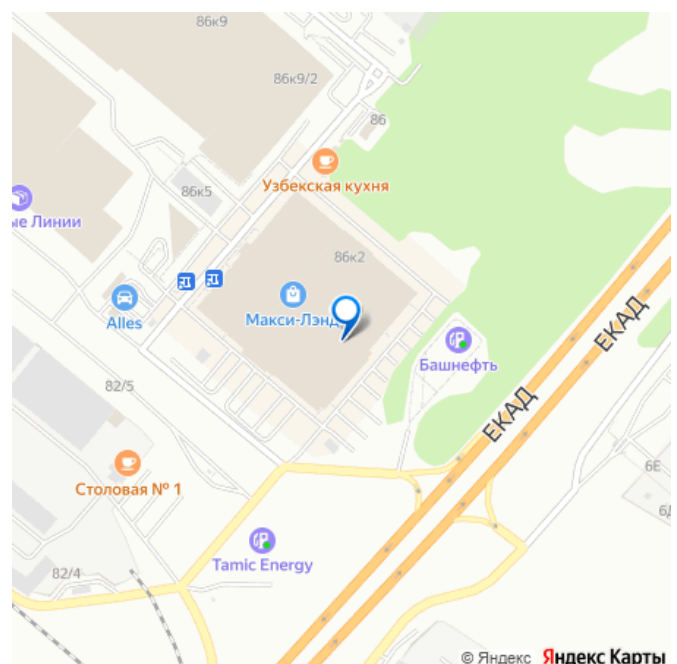 86к9
86к9/2
86
Узбекская кухня
86к5
ые Линии
86к2
Макси-Лэнд
Alles
Башнефть
ЕКАД
ЕКАД
82/5
Столовая № 1
6Е
Tamic Energy
82/4
© Яндекс Яндекс Карты